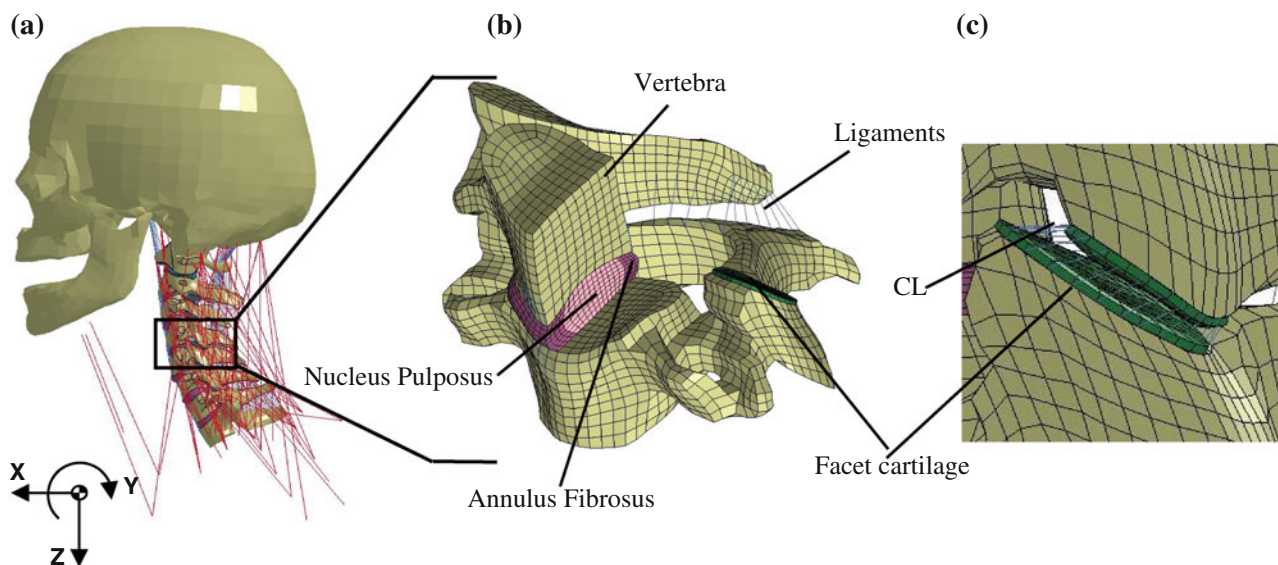 (a)
(b)
(c)
Vertebra
Ligaments
CL
Nucleus Pulposus
Facet cartilage
Annulus Fibrosus
X
Y
Z